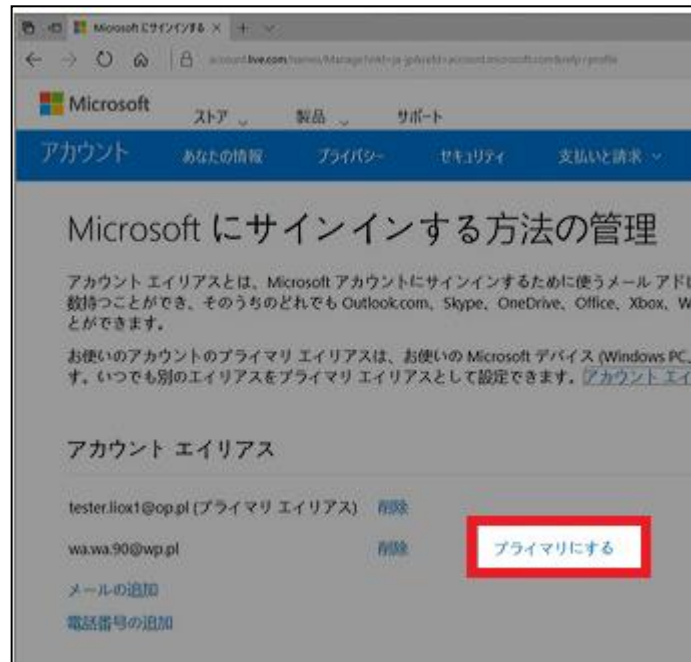 Microsoft にサインインする ×
Microsoft
ストア 製品 サポート
アカウント あなたの情報 プライバシー セキュリティ 支払いと請求
Microsoft にサインインする方法の管理
アカウント エイリアスとは、Microsoft アカウントにサインインするために使うメール アド
数持つことができ、そのうちのどれでも Outlook.com、Skype、OneDrive、Office、Xbox、W
とができます。
お使いのアカウントのプライマリ エイリアスは、お使いの Microsoft デバイス (Windows PC、
す。いつでも別のエイリアスをプライマリ エイリアスとして設定できます。アカウント エイ
アカウント エイリアス
tester.liox1@op.pl (プライマリ エイリアス) 削除
wa.wa.90@wp.pl 削除 プライマリにする
メールの追加
電話番号の追加